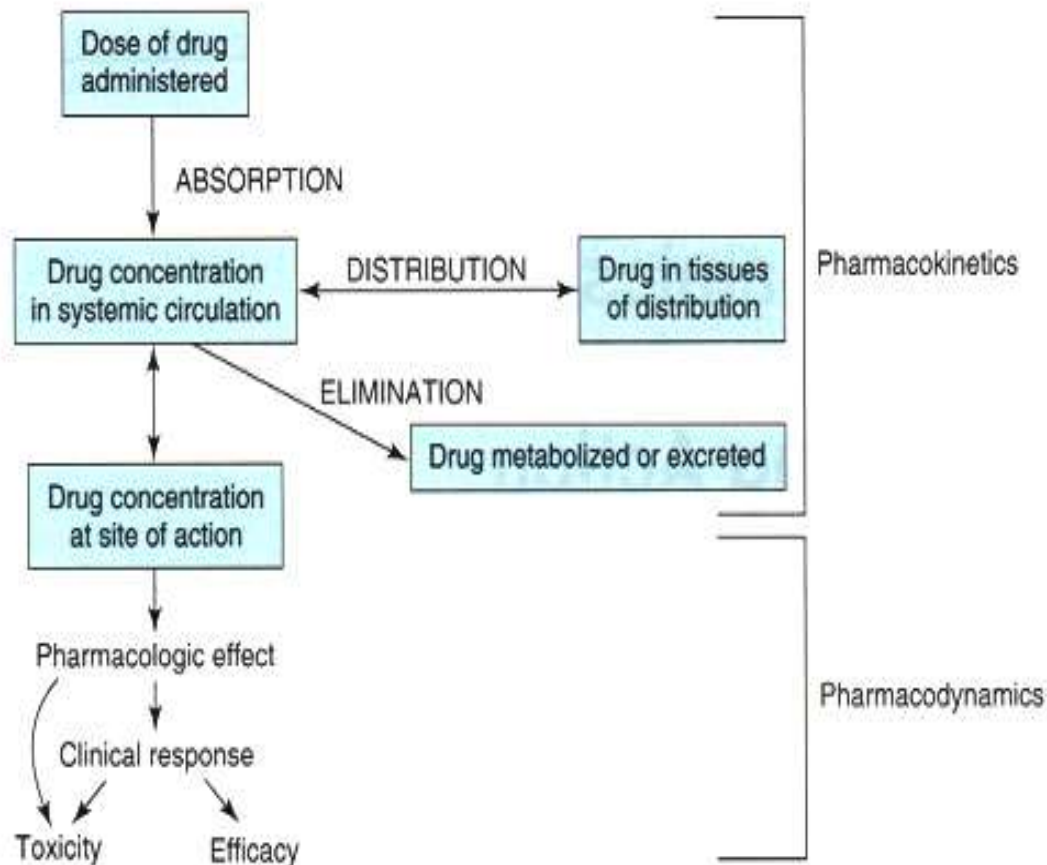 Dose of drug
administered
ABSORPTION
Drug concentration
in systemic circulation
DISTRIBUTION
Drug in tissues
of distribution
Pharmacokinetics
ELIMINATION
Drug metabolized or excreted
Drug concentration
at site of action
Pharmacologic effect
Pharmacodynamics
Clinical response
Toxicity
Efficacy